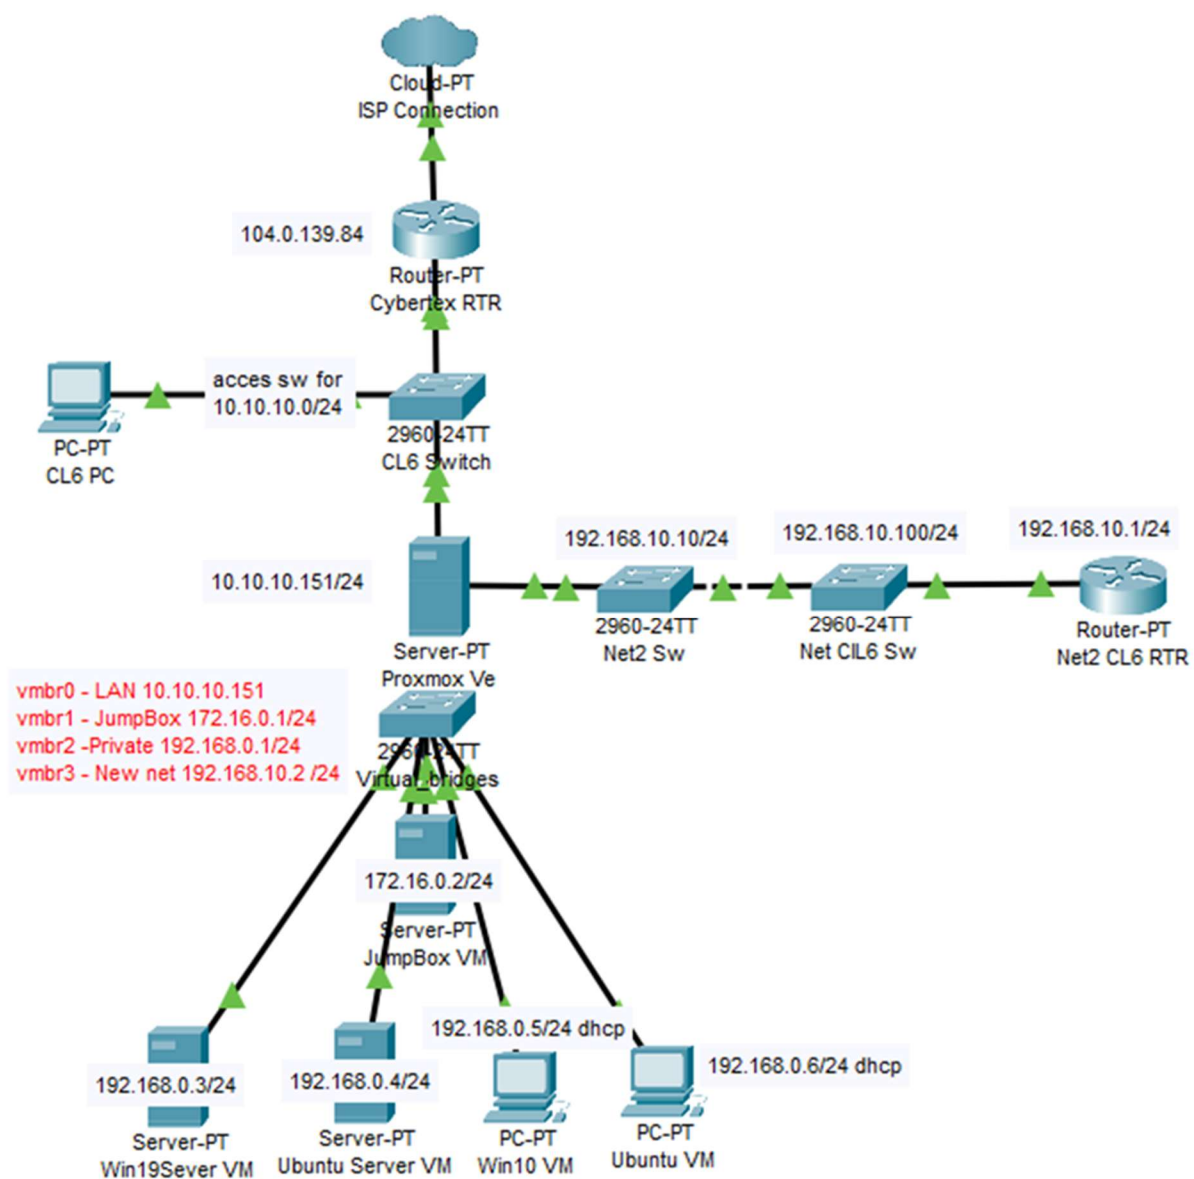 Cloud-PT
ISP Connection
104.0.139.84
Router-PT
Cybertex RTR
acces sw for
10.10.10.0/24
PC-PT
CL6 PC
2960-24TT
CL6 Switch
10.10.10.151/24
Server-PT
Proxmox Ve
192.168.10.10/24
2960-24TT
Net2 Sw
192.168.10.100/24
2960-24TT
Net CIL6 Sw
192.168.10.1/24
Router-PT
Net2 CL6 RTR
vmbr0 - LAN 10.10.10.151
vmbr1 - JumpBox 172.16.0.1/24
vmbr2 -Private 192.168.0.1/24
vmbr3 - New net 192.168.10.2 /24
2960-24TT
Virtual_bridges
172.16.0.2/24
Server-PT
JumpBox VM
192.168.0.3/24
Server-PT
Win19Sever VM
192.168.0.4/24
Server-PT
Ubuntu Server VM
192.168.0.5/24 dhcp
PC-PT
Win10 VM
192.168.0.6/24 dhcp
PC-PT
Ubuntu VM